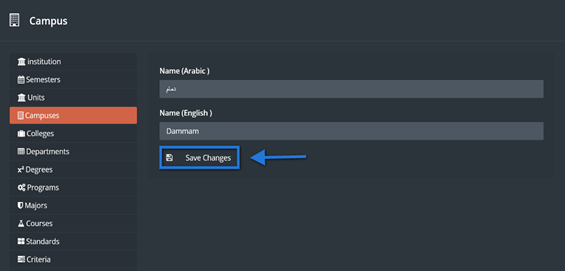 Campus
institution
Semesters
Units
Campuses
Colleges
Departments
x² Degrees
Programs
Majors
Courses
Standards
Criteria
Name (Arabic )
دمام
Name (English )
Dammam
Save Changes